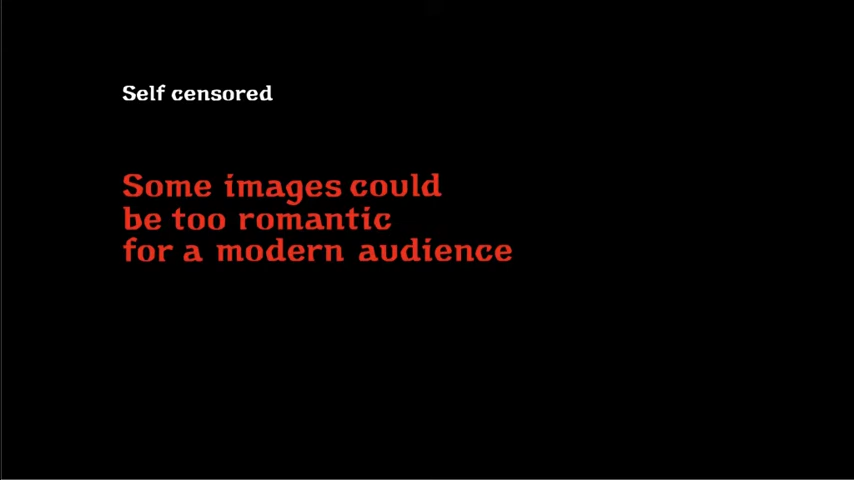 Self censored
Some images could
be too romantic
for a modern audience